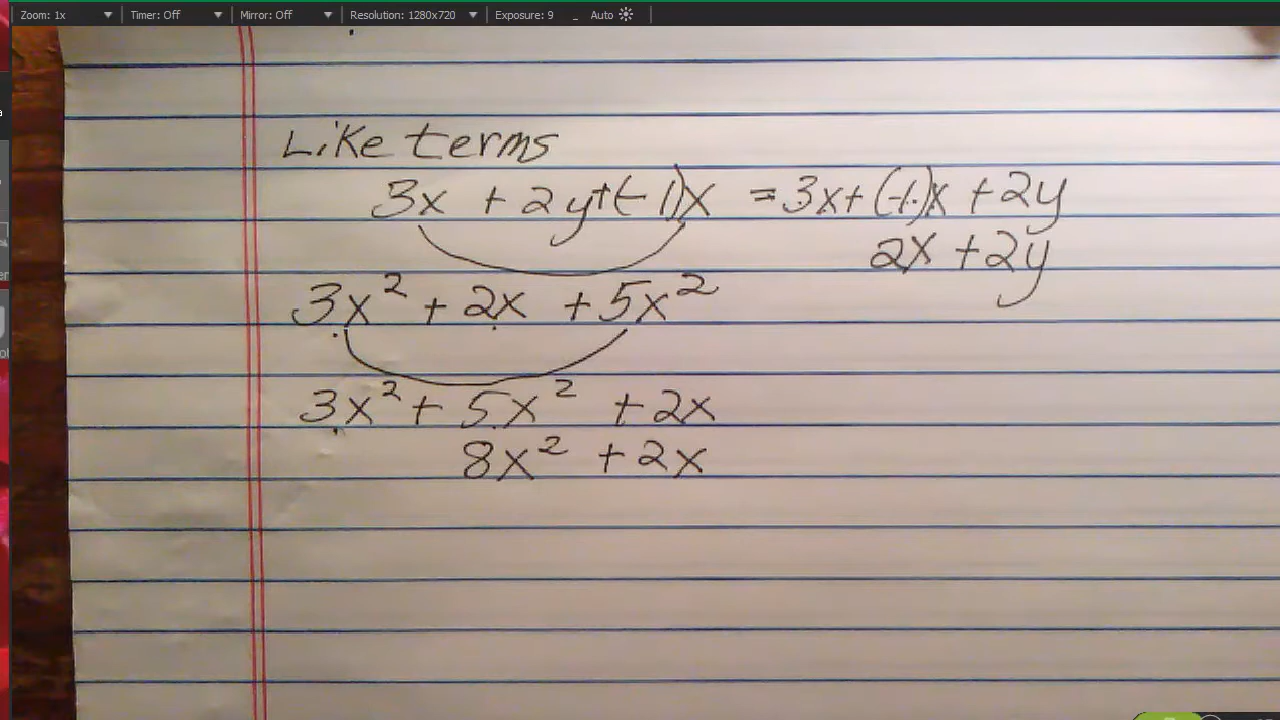 Zoom: 1x Timer: Off Mirror: Off Resolution: 1280x720 Exposure: 9 Auto
Like terms
3x + 2y+(-1)x = 3x+(-1)x +2y
2x +2y
3x² + 2x + 5x²
3x² + 5x² + 2x
8x² + 2x